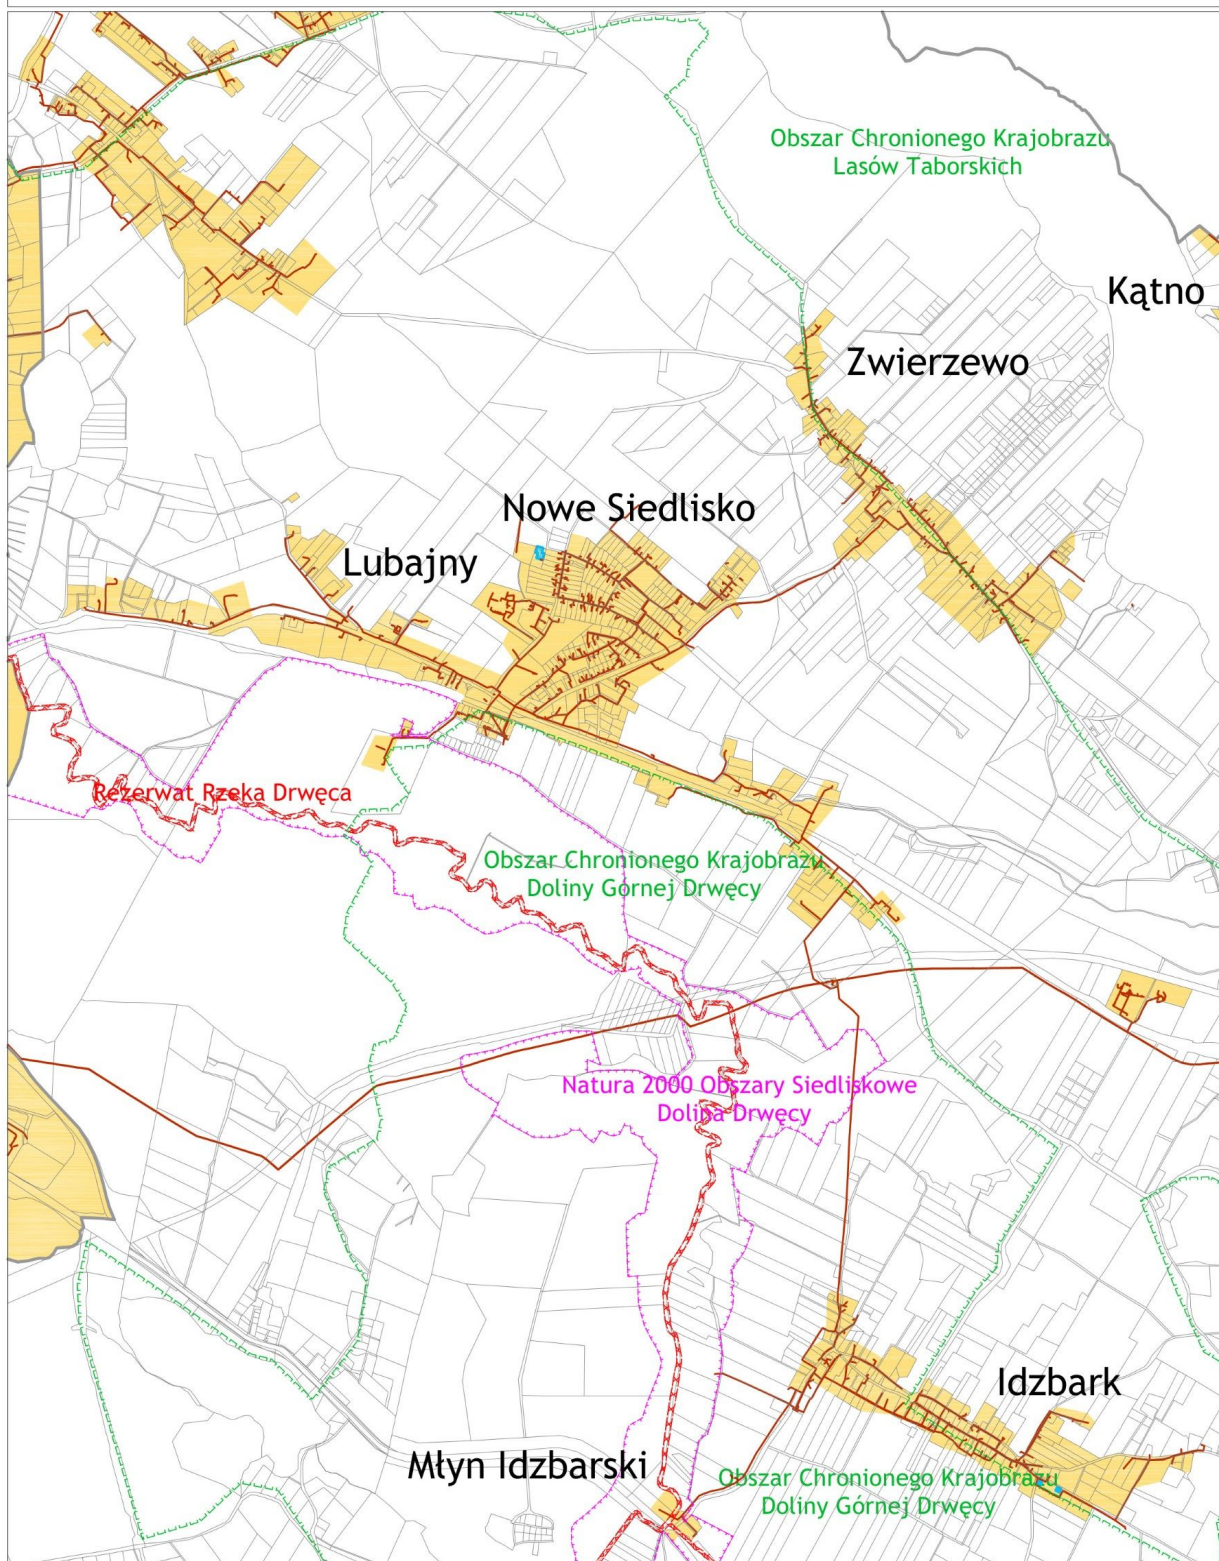 Obszar Chronionego Krajobrazu
Lasów Taborskich
Kątno
Zwierzewo
Nowe Siedlisko
Lubajny
Rezerwat Rzeka Drwęca
Obszar Chronionego Krajobrazu
Doliny Górnej Drwęcy
Natura 2000 Obszary Siedliskowe
Dolina Drwęcy
Idzbark
Młyn Idzbarski
Obszar Chronionego Krajobrazu
Doliny Górnej Drwęcy